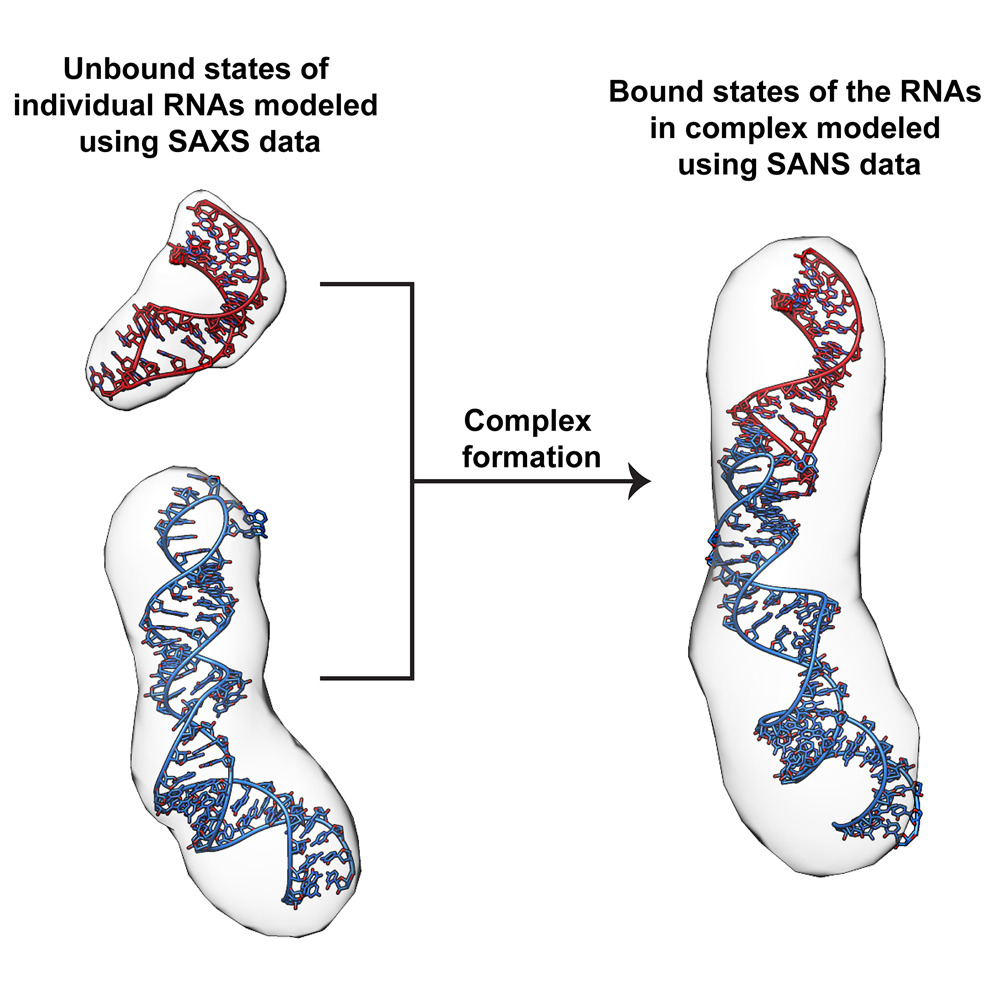 Unbound states of
individual RNAs modeled
using SAXS data
Bound states of the RNAs
in complex modeled
using SANS data
Complex
formation